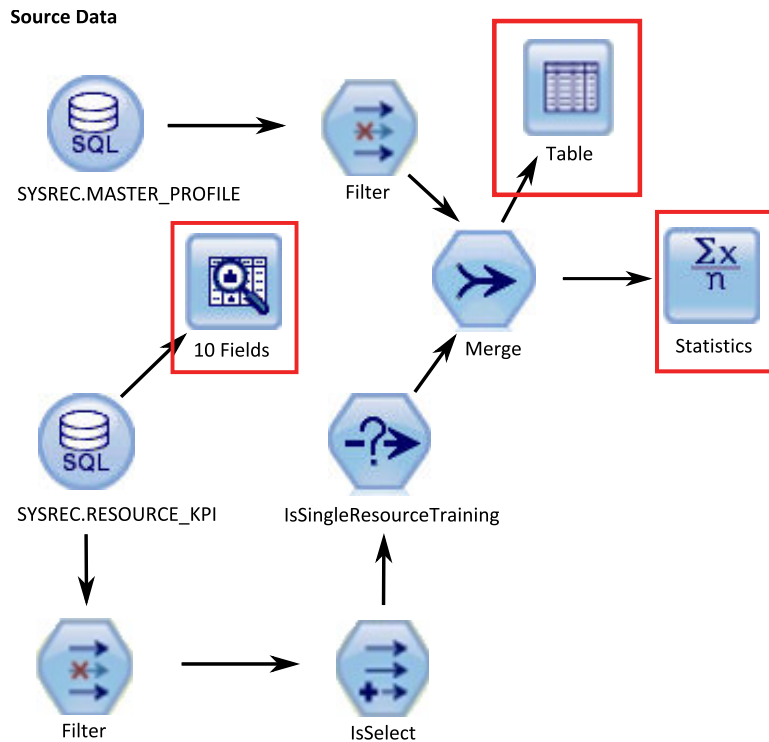 Source Data
SQL
SYSREC.MASTER_PROFILE
Filter
Table
10 Fields
Merge
Σx
n
Statistics
SQL
SYSREC.RESOURCE_KPI
?
IsSingleResourceTraining
Filter
IsSelect